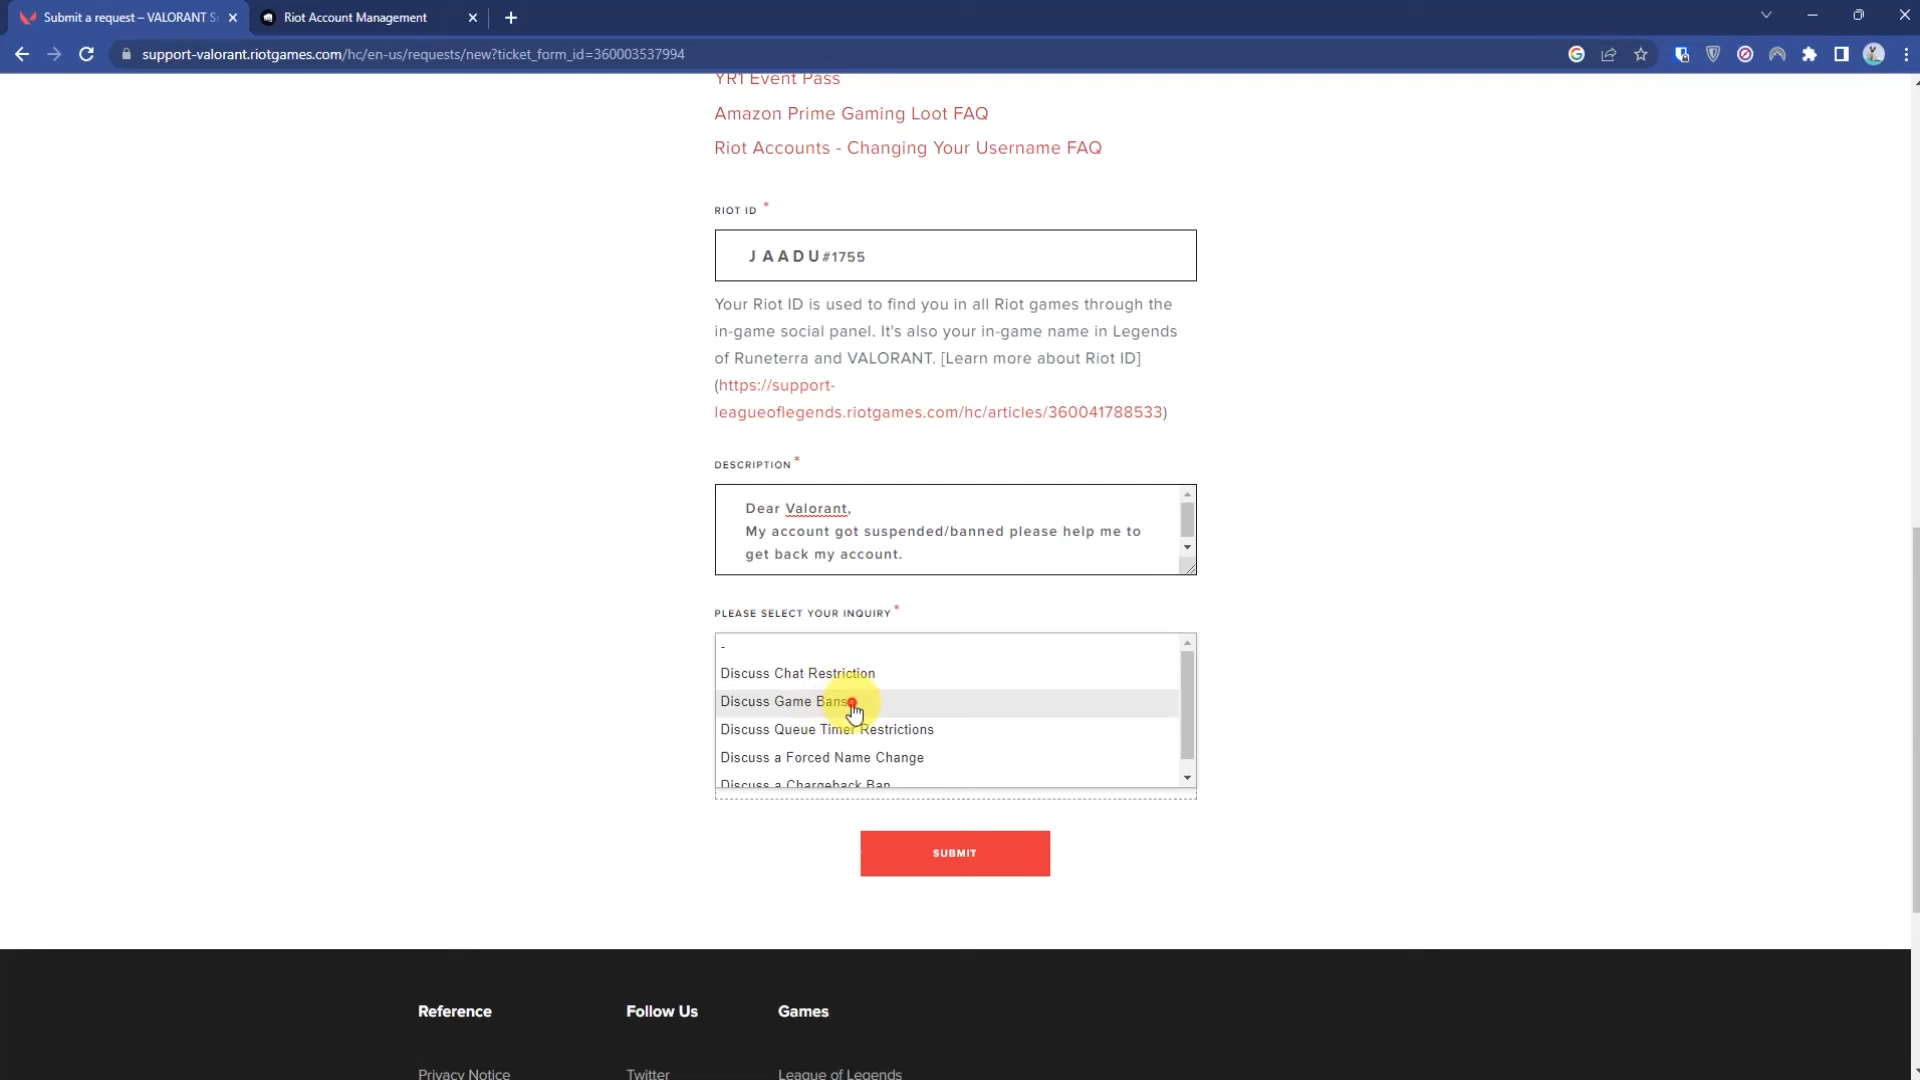 Submit a request – VALORANT S
Riot Account Management
support-valorant.riotgames.com/hc/en-us/requests/new?ticket_form_id=360003537994
YR1 Event Pass
Amazon Prime Gaming Loot FAQ
Riot Accounts - Changing Your Username FAQ
RIOT ID *
J A A D U#1755
Your Riot ID is used to find you in all Riot games through the
in-game social panel. It's also your in-game name in Legends
of Runeterra and VALORANT. [Learn more about Riot ID]
(https://support-
leagueoflegends.riotgames.com/hc/articles/360041788533)
DESCRIPTION *
Dear Valorant,
My account got suspended/banned please help me to
get back my account.
PLEASE SELECT YOUR INQUIRY *
-
Discuss Chat Restriction
Discuss Game Bans
Discuss Queue Timer Restrictions
Discuss a Forced Name Change
Discuss a Chargeback Ban
SUBMIT
Reference
Follow Us
Games
Privacy Notice
Twitter
League of Legends